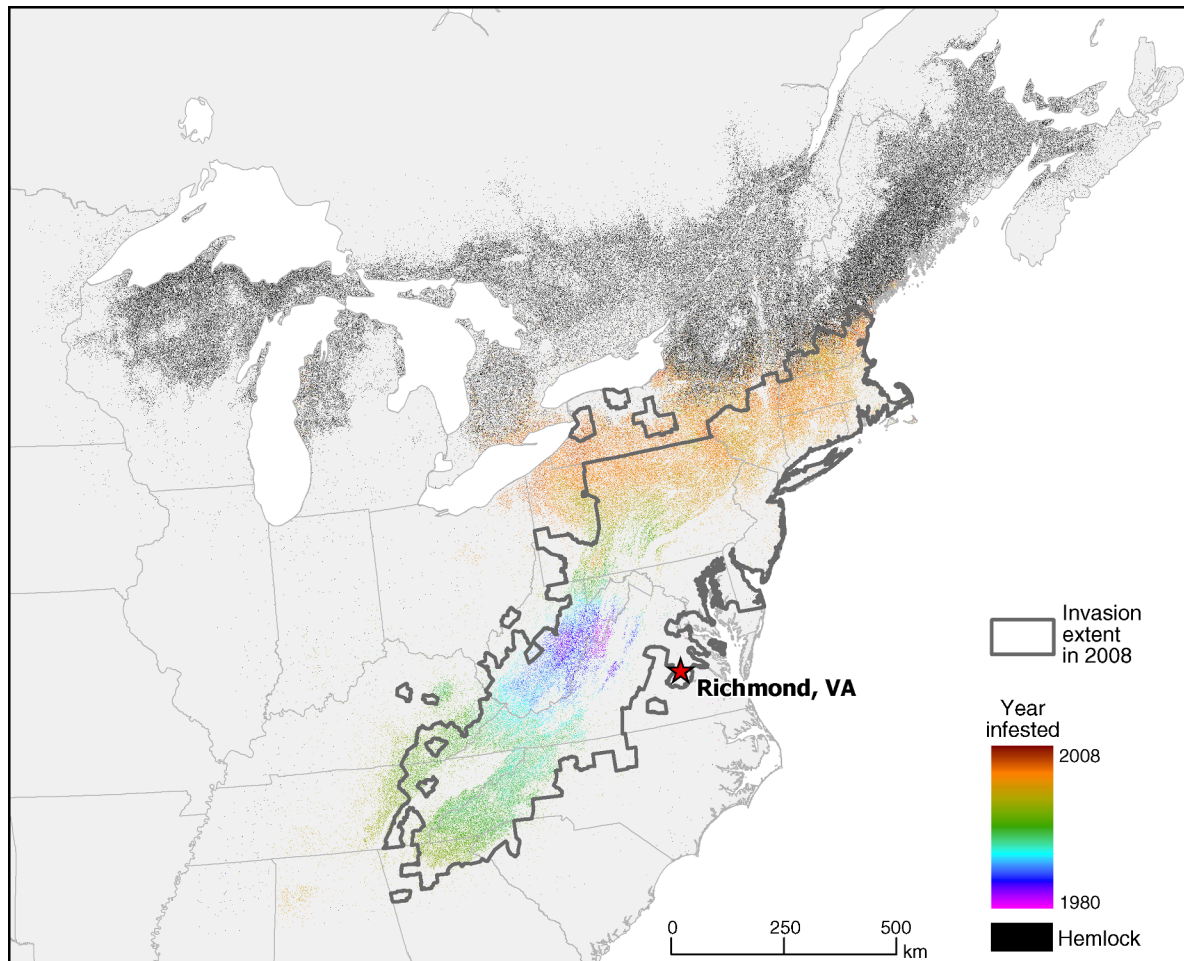 Richmond, VA
Invasion
extent
in 2008
Year
infested
2008
1980
Hemlock
0 250 500
km